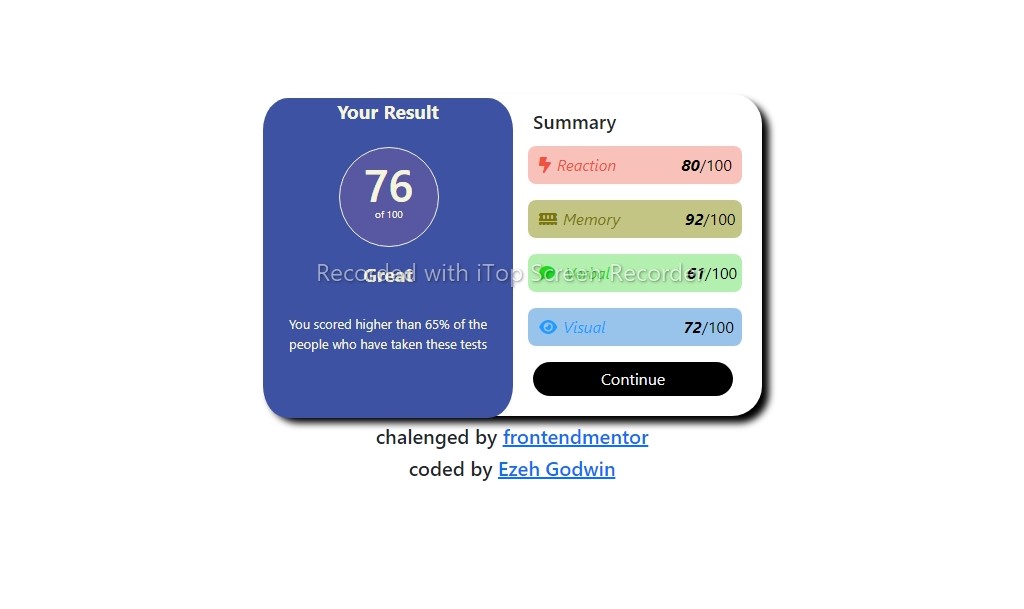 Your Result
76
of 100
Great
You scored higher than 65% of the
people who have taken these tests
Summary
Reaction 80/100
Memory 92/100
Verbal 61/100
Visual 72/100
Continue
Recorded with iTop Screen Recorder
chalenged by frontendmentor
coded by Ezeh Godwin